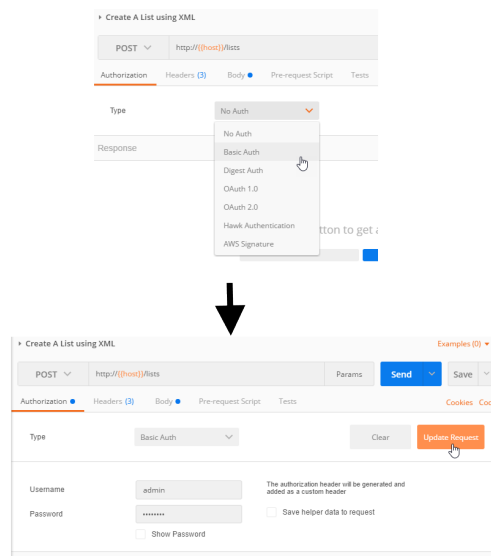 Create A List using XML
POST http://{{host}}/lists
Authorization Headers (3) Body Pre-request Script Tests
Type No Auth
No Auth
Response
Basic Auth
Digest Auth
OAuth 1.0
OAuth 2.0
Hawk Authentication
tton to get a
AWS Signature
Create A List using XML Examples (0)
POST http://{{host}}/lists Params Send Save
Authorization Headers (3) Body Pre-request Script Tests Cookies Coo
Type Basic Auth Clear Update Request
Username admin The authorization header will be generated and
added as a custom header
Password •••••••• Save helper data to request
Show Password